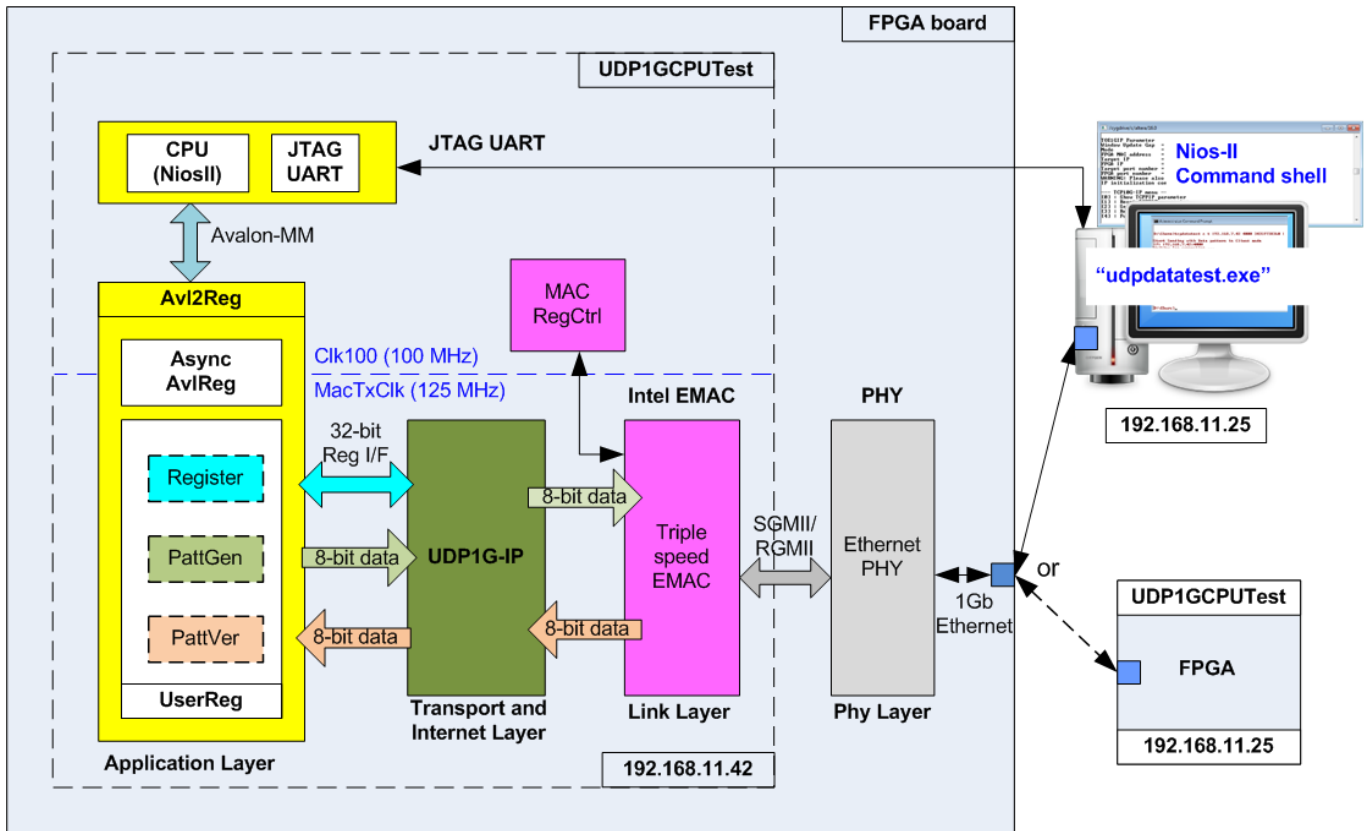 FPGA board
UDP1GCPUTest
CPU
(NiosII)
JTAG
UART
JTAG UART
Avalon-MM
Avl2Reg
Async
AvlReg
Clk100 (100 MHz)
MacTxClk (125 MHz)
MAC
RegCtrl
Intel EMAC
PHY
32-bit
Reg I/F
Register
PattGen
PattVer
UserReg
8-bit data
8-bit data
UDP1G-IP
8-bit data
8-bit data
Triple
speed
EMAC
SGMII/
RGMII
Ethernet
PHY
1Gb
Ethernet
Application Layer
Transport and
Internet Layer
Link Layer
Phy Layer
192.168.11.42
Nios-II
Command shell
“udpdatatest.exe”
192.168.11.25
or
UDP1GCPUTest
FPGA
192.168.11.25